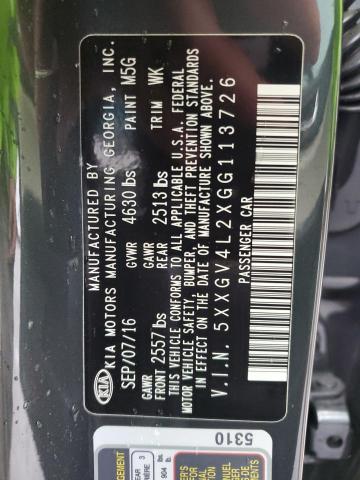 MANUFACTURED BY
KIA KIA MOTORS MANUFACTURING GEORGIA, INC.
SEP/07/16 GVWR 4630 lbs PAINT M5G
GAWR FRONT 2557 lbs GAWR REAR 2513 lbs TRIM WK
THIS VEHICLE CONFORMS TO ALL APPLICABLE U.S.A. FEDERAL
MOTOR VEHICLE SAFETY, BUMPER, AND THEFT PREVENTION STANDARDS
IN EFFECT ON THE DATE OF MANUFACTURE SHOWN ABOVE.
V.I.N. 5XXGV4L2XGG113726
PASSENGER CAR
5310